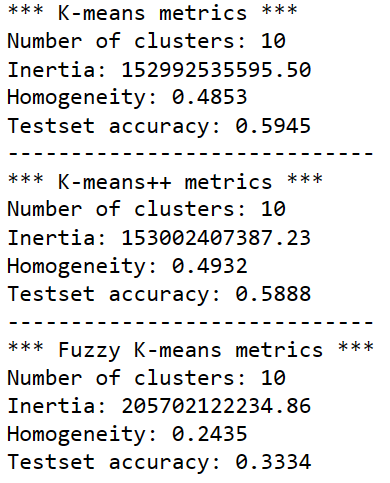 *** K-means metrics ***
Number of clusters: 10
Inertia: 152992535595.50
Homogeneity: 0.4853
Testset accuracy: 0.5945
------------------------------
*** K-means++ metrics ***
Number of clusters: 10
Inertia: 153002407387.23
Homogeneity: 0.4932
Testset accuracy: 0.5888
------------------------------
*** Fuzzy K-means metrics ***
Number of clusters: 10
Inertia: 205702122234.86
Homogeneity: 0.2435
Testset accuracy: 0.3334